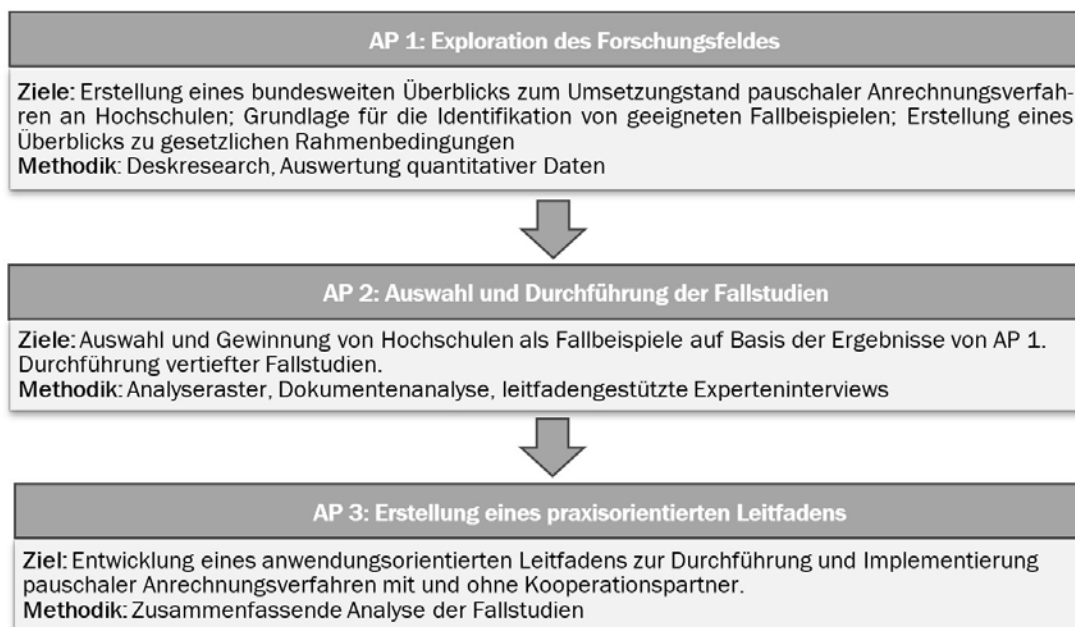 AP 1: Exploration des Forschungsfeldes
Ziele: Erstellung eines bundesweiten Überblicks zum Umsetzungstand pauschaler Anrechnungsverfah-
ren an Hochschulen; Grundlage für die Identifikation von geeigneten Fallbeispielen; Erstellung eines
Überblicks zu gesetzlichen Rahmenbedingungen
Methodik: Deskresearch, Auswertung quantitativer Daten
AP 2: Auswahl und Durchführung der Fallstudien
Ziele: Auswahl und Gewinnung von Hochschulen als Fallbeispiele auf Basis der Ergebnisse von AP 1.
Durchführung vertiefter Fallstudien.
Methodik: Analyseraster, Dokumentenanalyse, leitfadengestützte Experteninterviews
AP 3: Erstellung eines praxisorientierten Leitfadens
Ziel: Entwicklung eines anwendungsorientierten Leitfadens zur Durchführung und Implementierung
pauschaler Anrechnungsverfahren mit und ohne Kooperationspartner.
Methodik: Zusammenfassende Analyse der Fallstudien